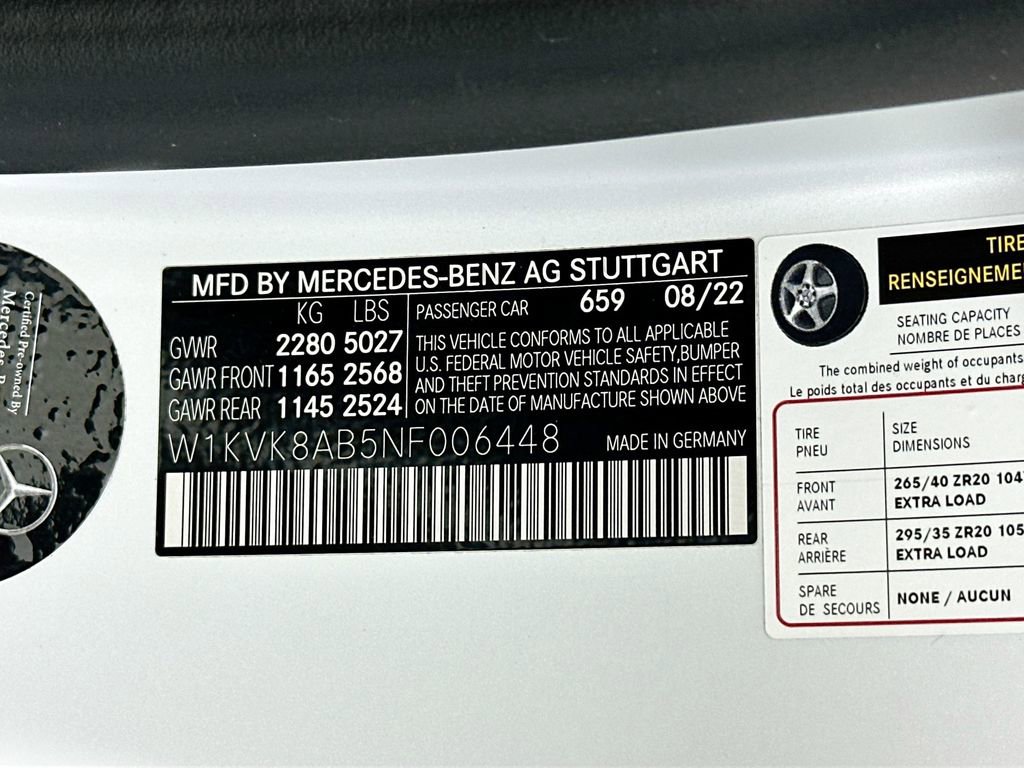 Certified Pre-owned By
Mercedes
MFD BY MERCEDES-BENZ AG STUTTGART
KG LBS
GVWR 2280 5027
GAWR FRONT 1165 2568
GAWR REAR 1145 2524
PASSENGER CAR 659 08/22
THIS VEHICLE CONFORMS TO ALL APPLICABLE
U.S. FEDERAL MOTOR VEHICLE SAFETY,BUMPER
AND THEFT PREVENTION STANDARDS IN EFFECT
ON THE DATE OF MANUFACTURE SHOWN ABOVE
W1KVK8AB5NF006448 MADE IN GERMANY
TIRE
RENSEIGNEME
SEATING CAPACITY
NOMBRE DE PLACES
The combined weight of occupants
Le poids total des occupants et du charg
TIRE
PNEU
SIZE
DIMENSIONS
FRONT
AVANT
265/40 ZR20 104
EXTRA LOAD
REAR
ARRIÈRE
295/35 ZR20 105
EXTRA LOAD
SPARE
DE SECOURS
NONE / AUCUN